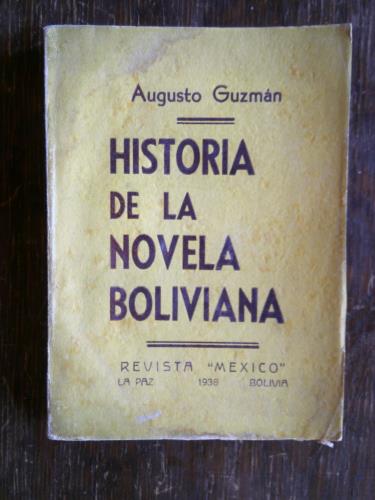 Augusto Guzmán
HISTORIA
DE LA
NOVELA
BOLIVIANA
REVISTA "MEXICO"
LA PAZ 1938 BOLIVIA